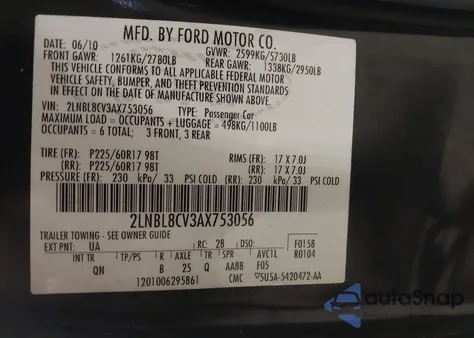 MFD. BY FORD MOTOR CO.
DATE: 06/10 GVWR: 2599KG/5730LB
FRONT GAWR: 1261KG/2780LB REAR GAWR: 1338KG/2950LB
THIS VEHICLE CONFORMS TO ALL APPLICABLE FEDERAL MOTOR VEHICLE
SAFETY, BUMPER, AND THEFT PREVENTION STANDARDS
IN EFFECT ON THE DATE OF MANUFACTURE SHOWN ABOVE.
VIN: 2LNBL8CV3AX753056 TYPE: Passenger Car
MAXIMUM LOAD = OCCUPANTS + LUGGAGE = 498KG/1100LB
OCCUPANTS = 6 TOTAL; 3 FRONT, 3 REAR
TIRE (FR): P225/60R17 98T RIMS (FR): 17 X 7.0J
(RR): P225/60R17 98T (RR): 17 X 7.0J
PRESSURE (FR): 230 kPa/ 33 PSI COLD (RR): 230 kPa/ 33 PSI COLD
2LNBL8CV3AX753056
TRAILER TOWING - SEE OWNER GUIDE
EXT PNT: UA RC: 28 DSO: F0158
INT TR TP/PS R AXLE TR SPR AVC1L R0104
QN B 25 Q AA88 F05
1201006295861 CMC 5U5A-5420472-AA
autoSnap